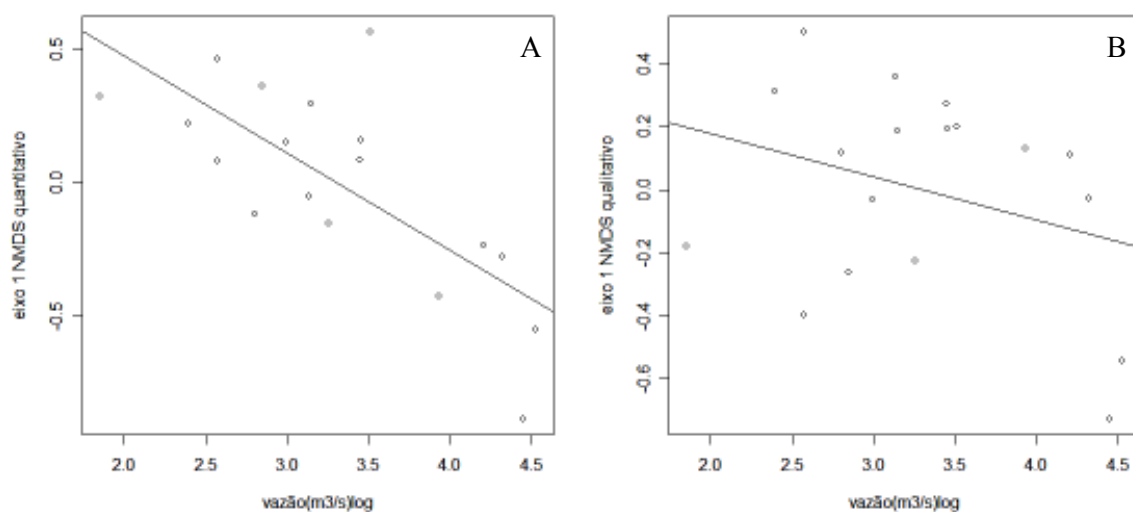 A
eixo 1 NMDS quantitativo
0.5
0.0
-0.5
2.0 2.5 3.0 3.5 4.0 4.5
vazão(m3/s)log
B
eixo 1 NMDS qualitativo
0.4
0.2
0.0
-0.2
-0.4
-0.6
2.0 2.5 3.0 3.5 4.0 4.5
vazão(m3/s)log